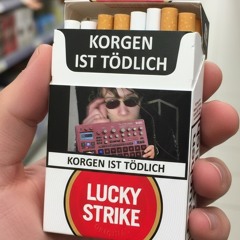 KORGEN
IST TÖDLICH
KORGEN IST TÖDLICH
LUCKY
STRIKE